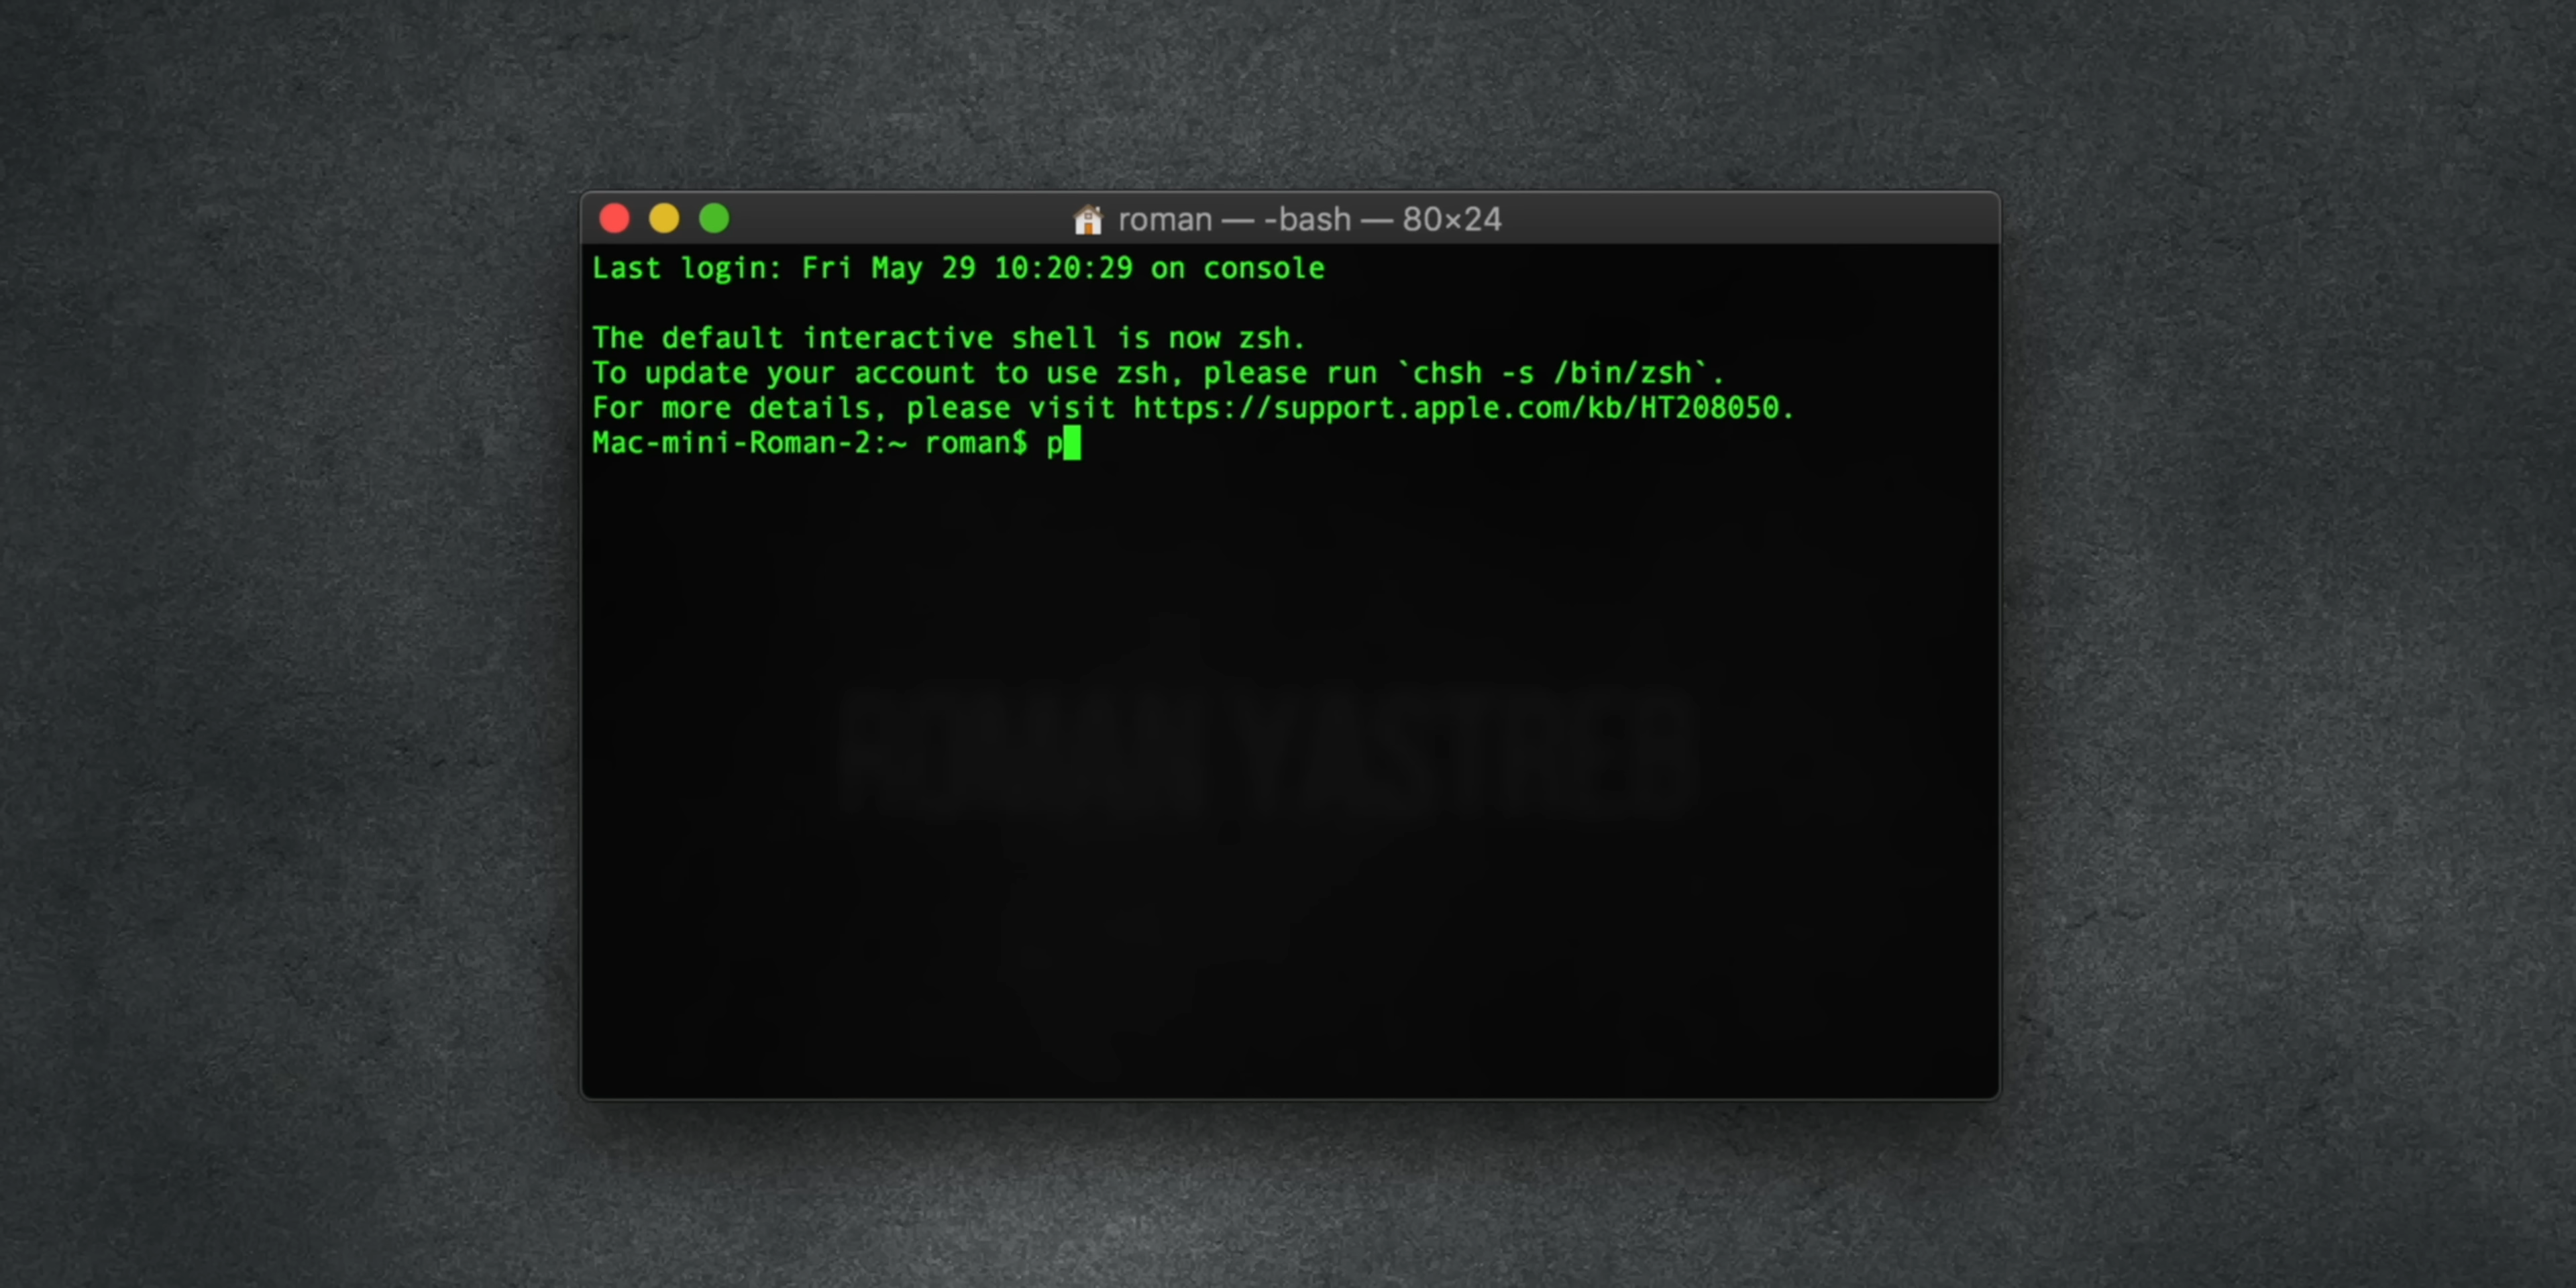 roman — -bash — 80×24
Last login: Fri May 29 10:20:29 on console
The default interactive shell is now zsh.
To update your account to use zsh, please run `chsh -s /bin/zsh`.
For more details, please visit https://support.apple.com/kb/HT208050.
Mac-mini-Roman-2:~ roman$ p
ROMAN YASTREB